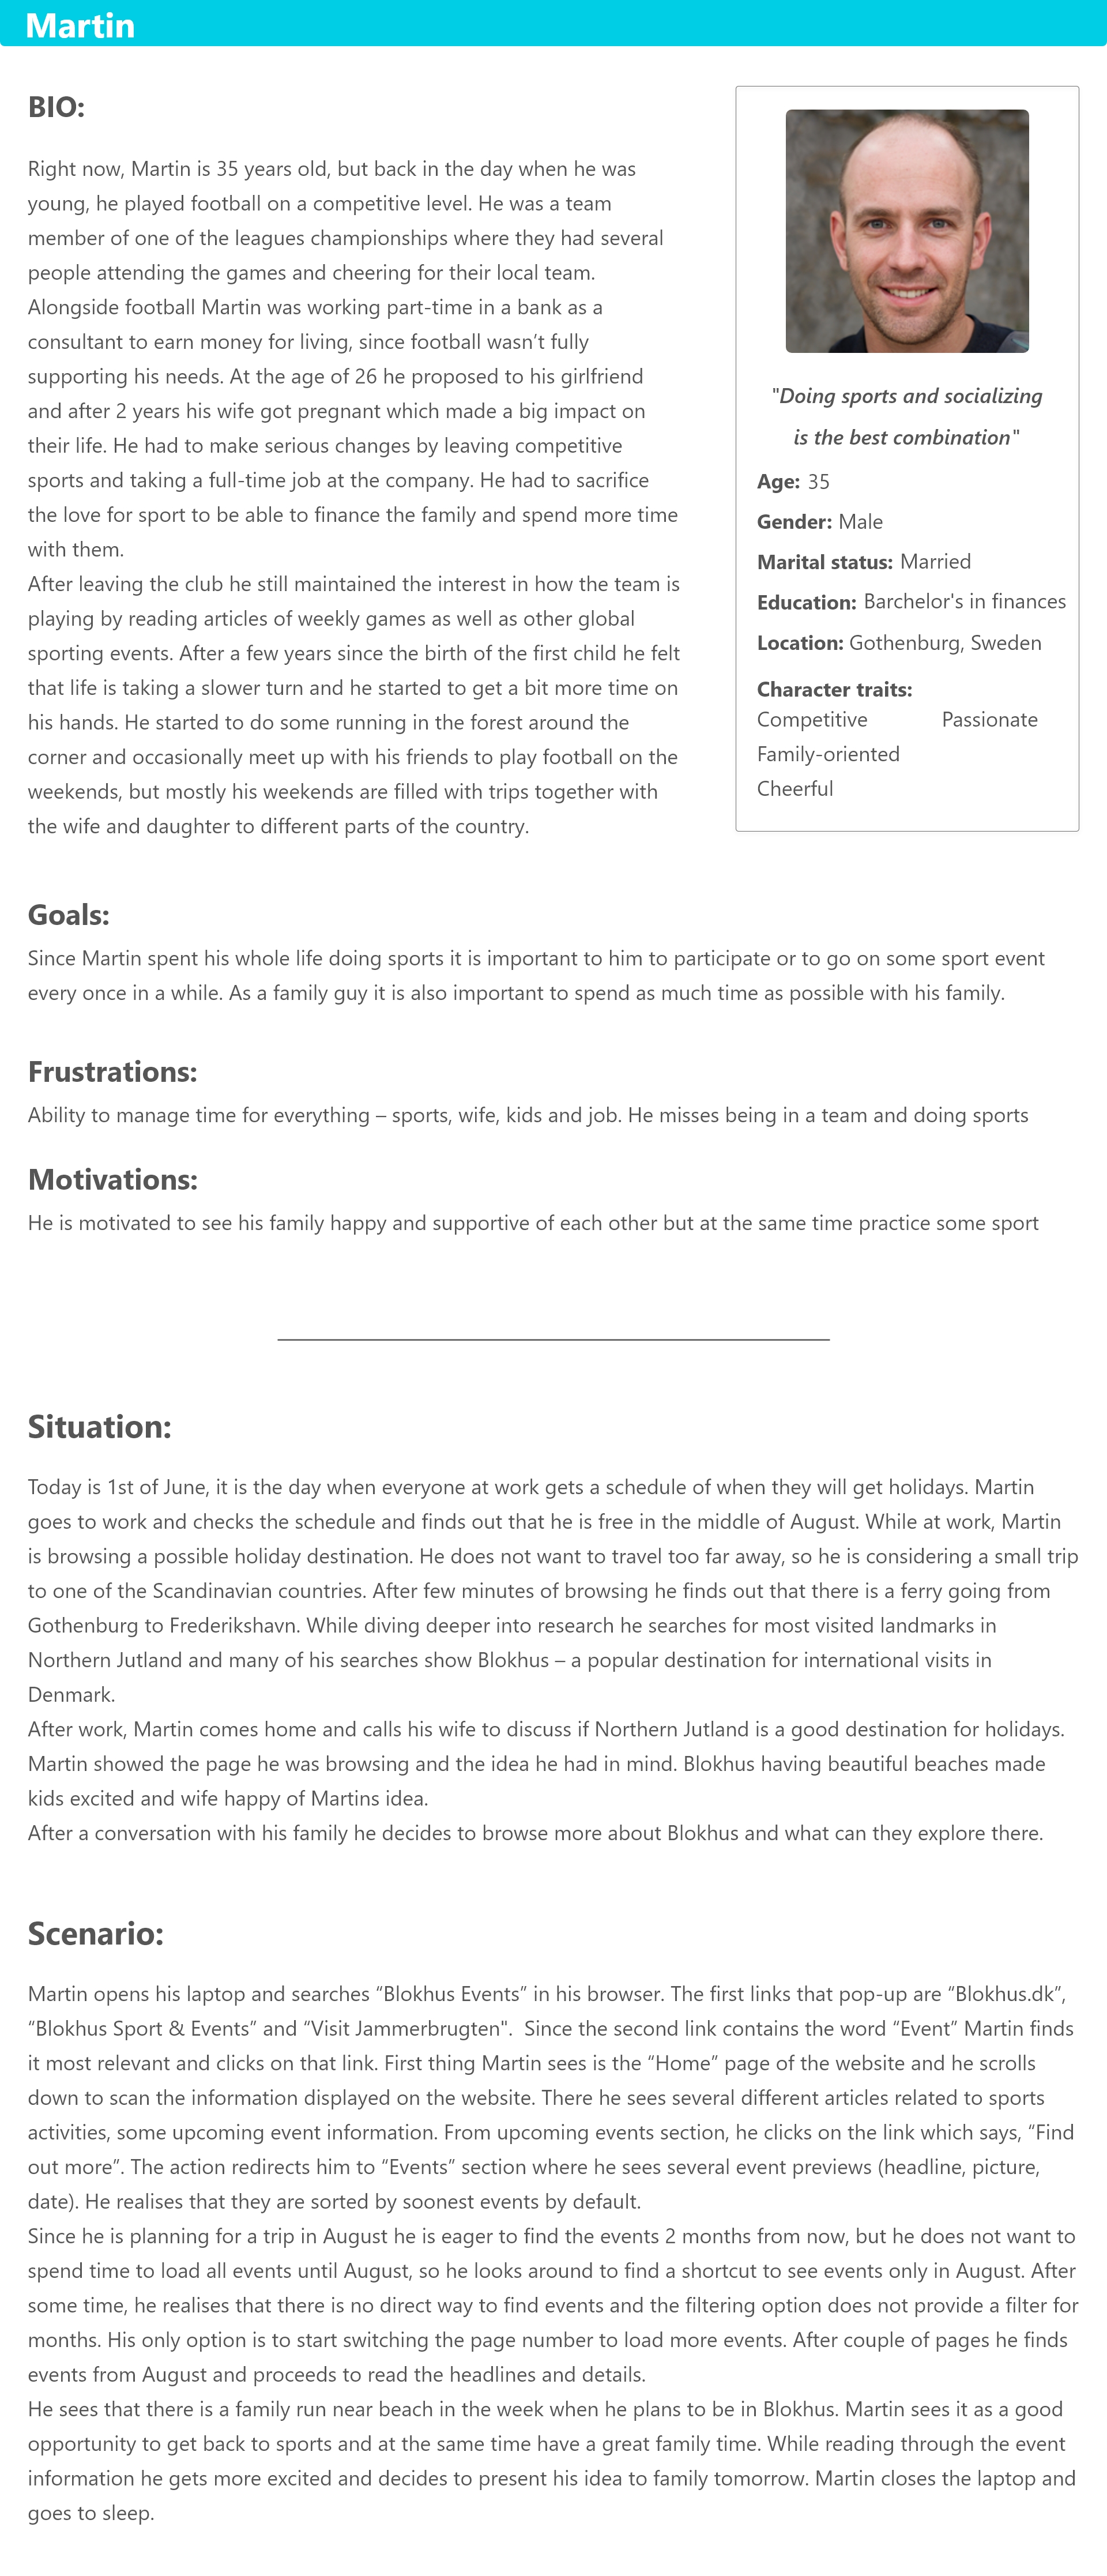 Martin
BIO:
Right now, Martin is 35 years old, but back in the day when he was
young, he played football on a competitive level. He was a team
member of one of the leagues championships where they had several
people attending the games and cheering for their local team.
Alongside football Martin was working part-time in a bank as a
consultant to earn money for living, since football wasn’t fully
supporting his needs. At the age of 26 he proposed to his girlfriend
and after 2 years his wife got pregnant which made a big impact on
their life. He had to make serious changes by leaving competitive
sports and taking a full-time job at the company. He had to sacrifice
the love for sport to be able to finance the family and spend more time
with them.
After leaving the club he still maintained the interest in how the team is
playing by reading articles of weekly games as well as other global
sporting events. After a few years since the birth of the first child he felt
that life is taking a slower turn and he started to get a bit more time on
his hands. He started to do some running in the forest around the
corner and occasionally meet up with his friends to play football on the
weekends, but mostly his weekends are filled with trips together with
the wife and daughter to different parts of the country.
"Doing sports and socializing
is the best combination"
Age: 35
Gender: Male
Marital status: Married
Education: Barchelor's in finances
Location: Gothenburg, Sweden
Character traits:
Competitive Passionate
Family-oriented
Cheerful
Goals:
Since Martin spent his whole life doing sports it is important to him to participate or to go on some sport event
every once in a while. As a family guy it is also important to spend as much time as possible with his family.
Frustrations:
Ability to manage time for everything – sports, wife, kids and job. He misses being in a team and doing sports
Motivations:
He is motivated to see his family happy and supportive of each other but at the same time practice some sport
Situation:
Today is 1st of June, it is the day when everyone at work gets a schedule of when they will get holidays. Martin
goes to work and checks the schedule and finds out that he is free in the middle of August. While at work, Martin
is browsing a possible holiday destination. He does not want to travel too far away, so he is considering a small trip
to one of the Scandinavian countries. After few minutes of browsing he finds out that there is a ferry going from
Gothenburg to Frederikshavn. While diving deeper into research he searches for most visited landmarks in
Northern Jutland and many of his searches show Blokhus – a popular destination for international visits in
Denmark.
After work, Martin comes home and calls his wife to discuss if Northern Jutland is a good destination for holidays.
Martin showed the page he was browsing and the idea he had in mind. Blokhus having beautiful beaches made
kids excited and wife happy of Martins idea.
After a conversation with his family he decides to browse more about Blokhus and what can they explore there.
Scenario:
Martin opens his laptop and searches “Blokhus Events” in his browser. The first links that pop-up are “Blokhus.dk”,
“Blokhus Sport & Events” and “Visit Jammerbrugten". Since the second link contains the word “Event” Martin finds
it most relevant and clicks on that link. First thing Martin sees is the “Home” page of the website and he scrolls
down to scan the information displayed on the website. There he sees several different articles related to sports
activities, some upcoming event information. From upcoming events section, he clicks on the link which says, “Find
out more”. The action redirects him to “Events” section where he sees several event previews (headline, picture,
date). He realises that they are sorted by soonest events by default.
Since he is planning for a trip in August he is eager to find the events 2 months from now, but he does not want to
spend time to load all events until August, so he looks around to find a shortcut to see events only in August. After
some time, he realises that there is no direct way to find events and the filtering option does not provide a filter for
months. His only option is to start switching the page number to load more events. After couple of pages he finds
events from August and proceeds to read the headlines and details.
He sees that there is a family run near beach in the week when he plans to be in Blokhus. Martin sees it as a good
opportunity to get back to sports and at the same time have a great family time. While reading through the event
information he gets more excited and decides to present his idea to family tomorrow. Martin closes the laptop and
goes to sleep.